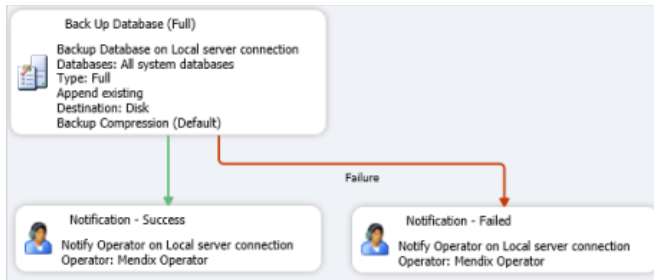 Back Up Database (Full)
Backup Database on Local server connection
Databases: All system databases
Type: Full
Append existing
Destination: Disk
Backup Compression (Default)
Failure
Notification - Success
Notify Operator on Local server connection
Operator: Mendix Operator
Notification - Failed
Notify Operator on Local server connection
Operator: Mendix Operator